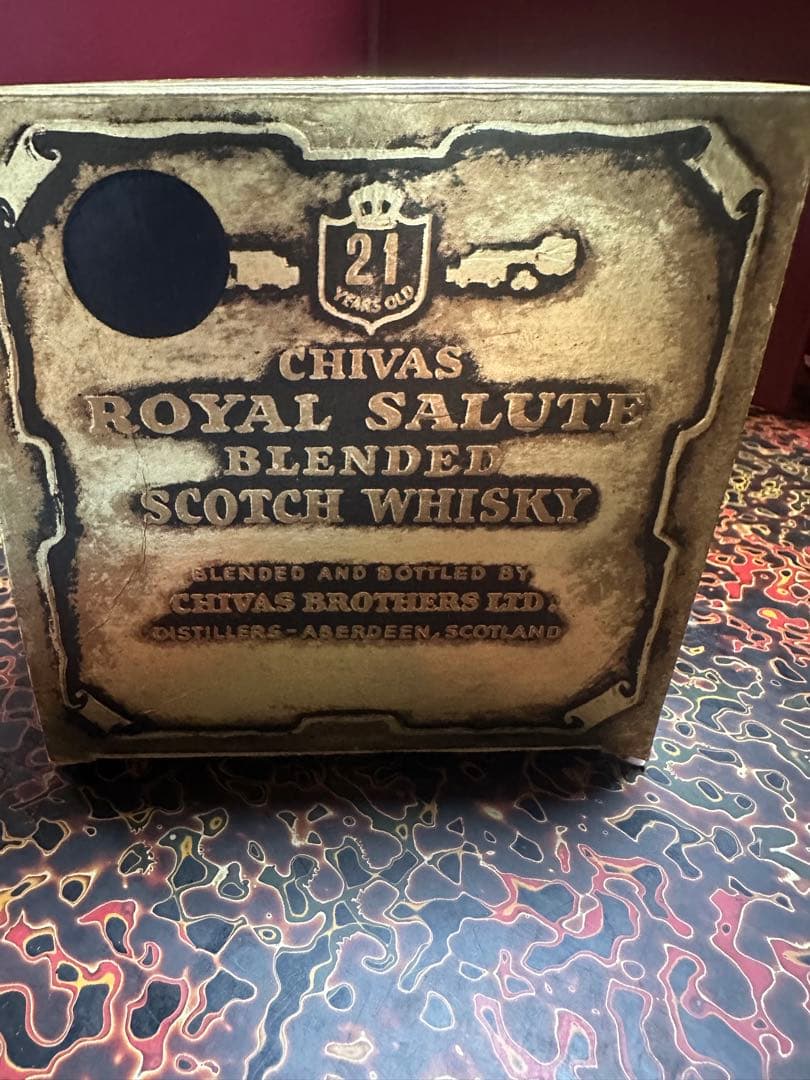 21
YEARS OLD
CHIVAS
ROYAL SALUTE
BLENDED
SCOTCH WHISKY
BLENDED AND BOTTLED BY
CHIVAS BROTHERS LTD.
DISTILLERS-ABERDEEN, SCOTLAND